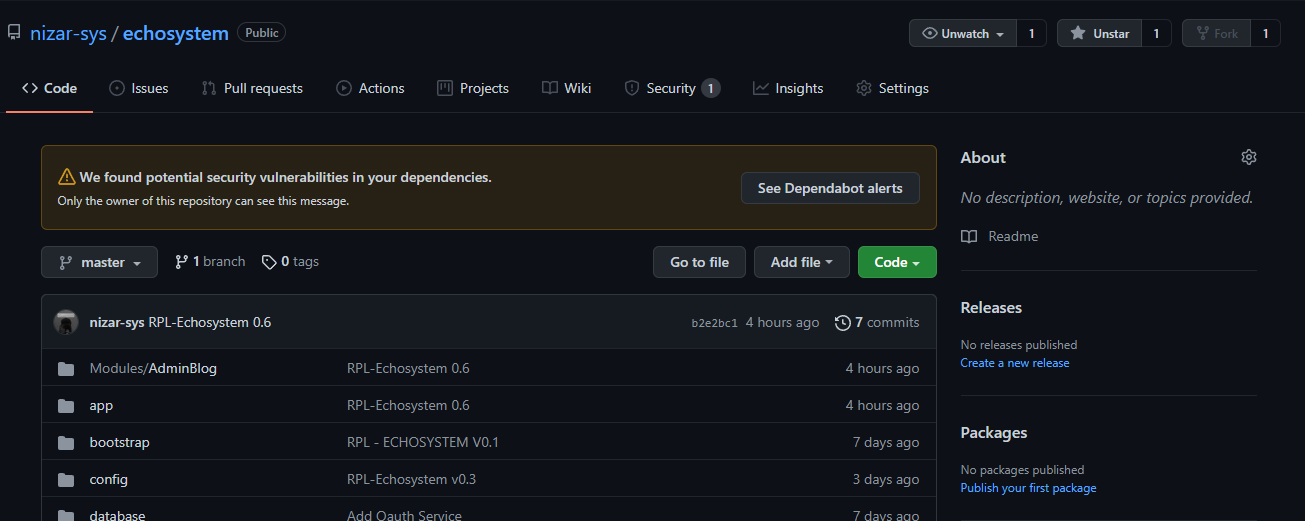 nizar-sys / echosystem Public
Unwatch 1 Unstar 1 Fork 1
Code Issues Pull requests Actions Projects Wiki Security 1 Insights Settings
We found potential security vulnerabilities in your dependencies.
Only the owner of this repository can see this message.
See Dependabot alerts
master 1 branch 0 tags Go to file Add file Code
nizar-sys RPL-Echosystem 0.6 b2e2bc1 4 hours ago 7 commits
Modules/AdminBlog RPL-Echosystem 0.6 4 hours ago
app RPL-Echosystem 0.6 4 hours ago
bootstrap RPL - ECHOSYSTEM V0.1 7 days ago
config RPL-Echosystem v0.3 3 days ago
database Add Oauth Service 7 days ago
About
No description, website, or topics provided.
Readme
Releases
No releases published
Create a new release
Packages
No packages published
Publish your first package